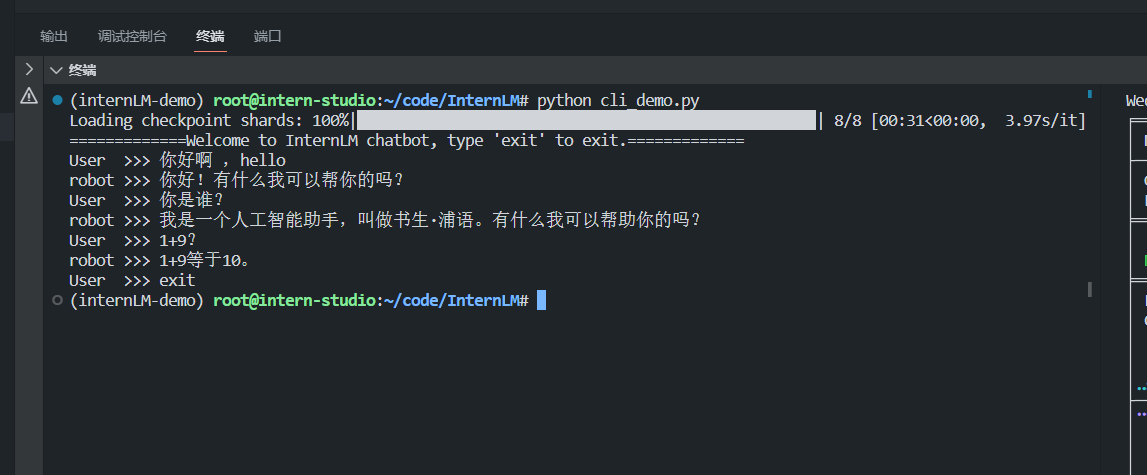 输出 调试控制台 终端 端口
终端
(internLM-demo) root@intern-studio:~/code/InternLM# python cli_demo.py
Loading checkpoint shards: 100%| | 8/8 [00:31<00:00, 3.97s/it]
=============Welcome to InternLM chatbot, type 'exit' to exit.=============
User >>> 你好啊 ，hello
robot >>> 你好！有什么我可以帮你的吗？
User >>> 你是谁？
robot >>> 我是一个人工智能助手，叫做书生·浦语。有什么我可以帮助你的吗？
User >>> 1+9？
robot >>> 1+9等于10。
User >>> exit
(internLM-demo) root@intern-studio:~/code/InternLM#